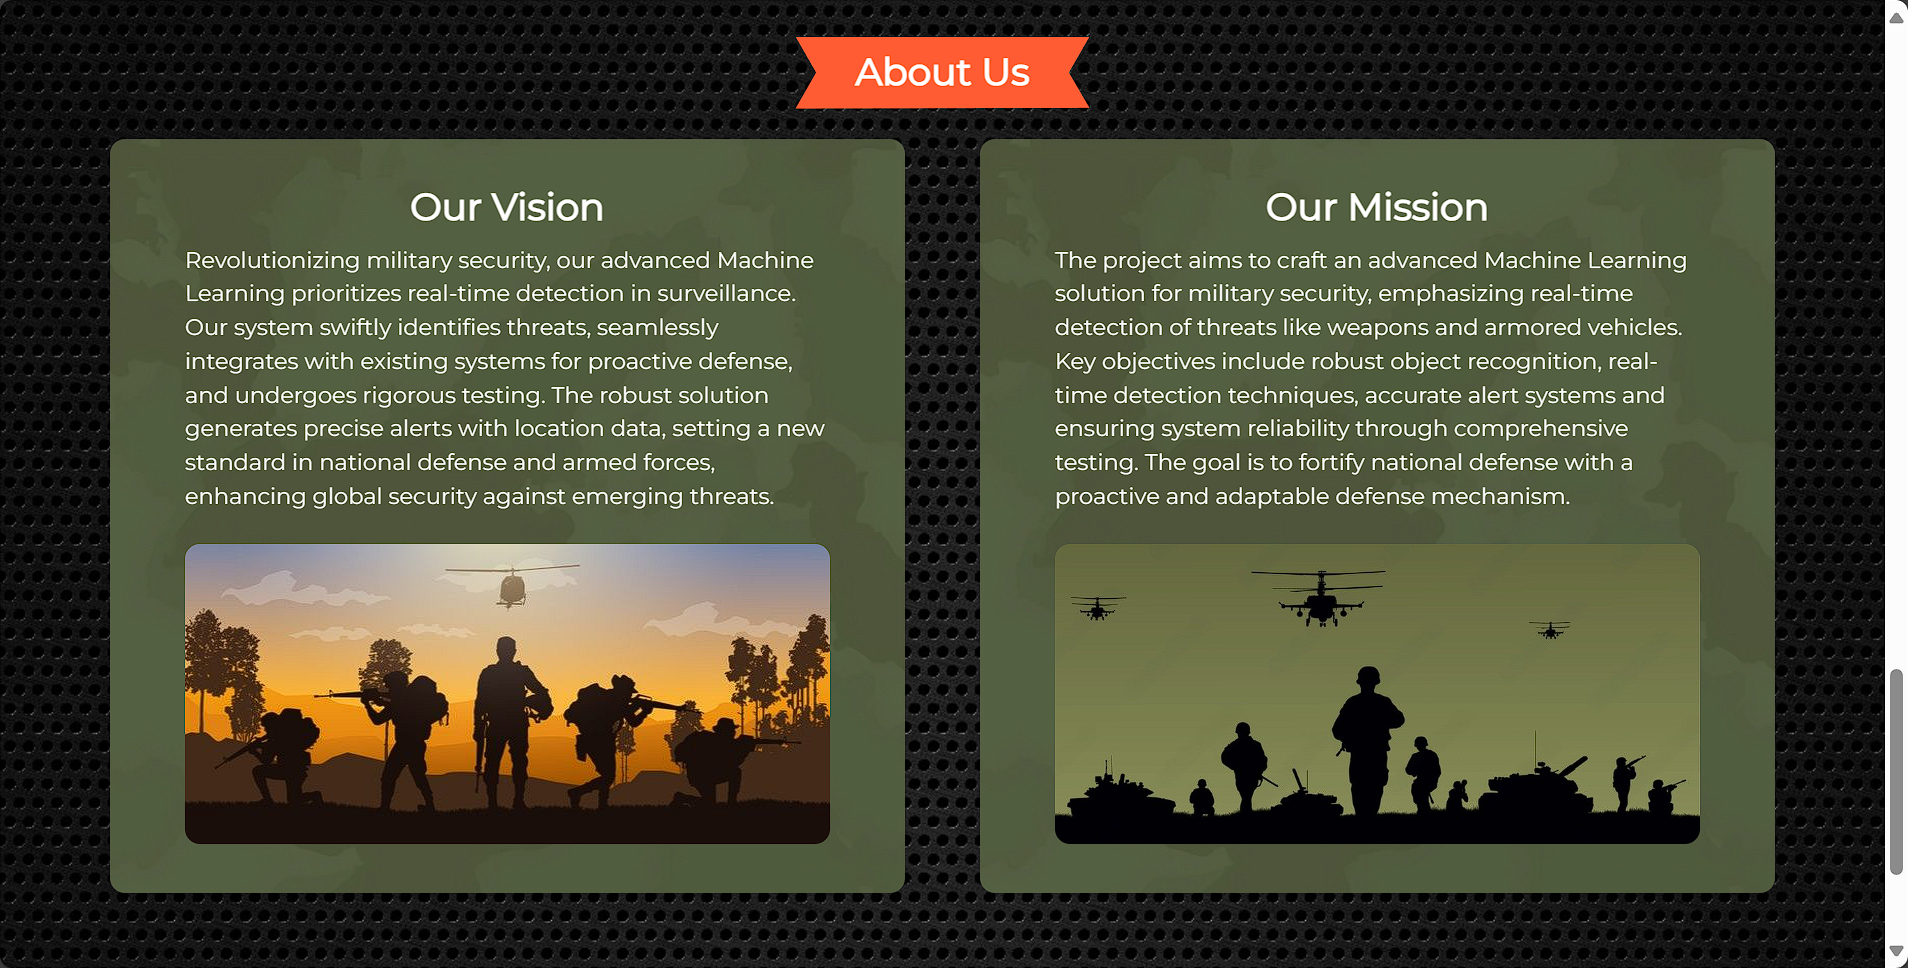 About Us
Our Vision
Revolutionizing military security, our advanced Machine
Learning prioritizes real-time detection in surveillance.
Our system swiftly identifies threats, seamlessly
integrates with existing systems for proactive defense,
and undergoes rigorous testing. The robust solution
generates precise alerts with location data, setting a new
standard in national defense and armed forces,
enhancing global security against emerging threats.
Our Mission
The project aims to craft an advanced Machine Learning
solution for military security, emphasizing real-time
detection of threats like weapons and armored vehicles.
Key objectives include robust object recognition, real-
time detection techniques, accurate alert systems and
ensuring system reliability through comprehensive
testing. The goal is to fortify national defense with a
proactive and adaptable defense mechanism.